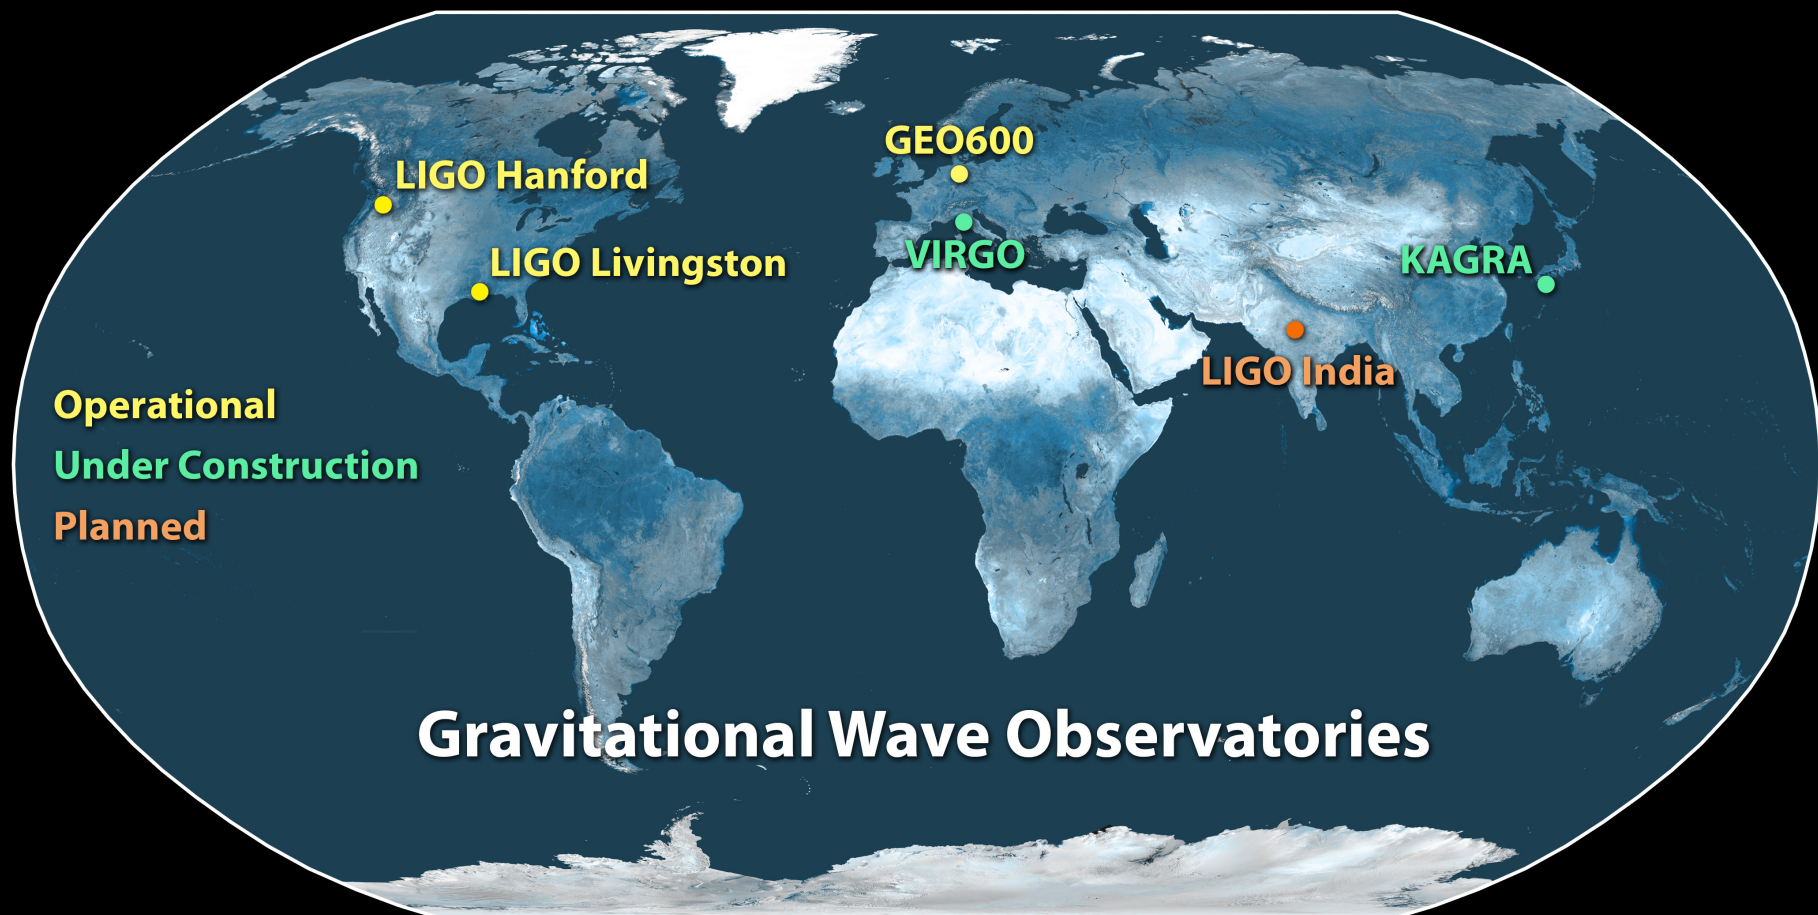 GEO600
LIGO Hanford
LIGO Livingston
VIRGO
KAGRA
LIGO India
Operational
Under Construction
Planned
Gravitational Wave Observatories